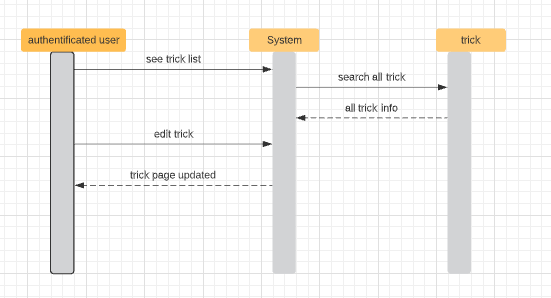 authentificated user
System
trick
see trick list
search all trick
all trick info
edit trick
trick page updated